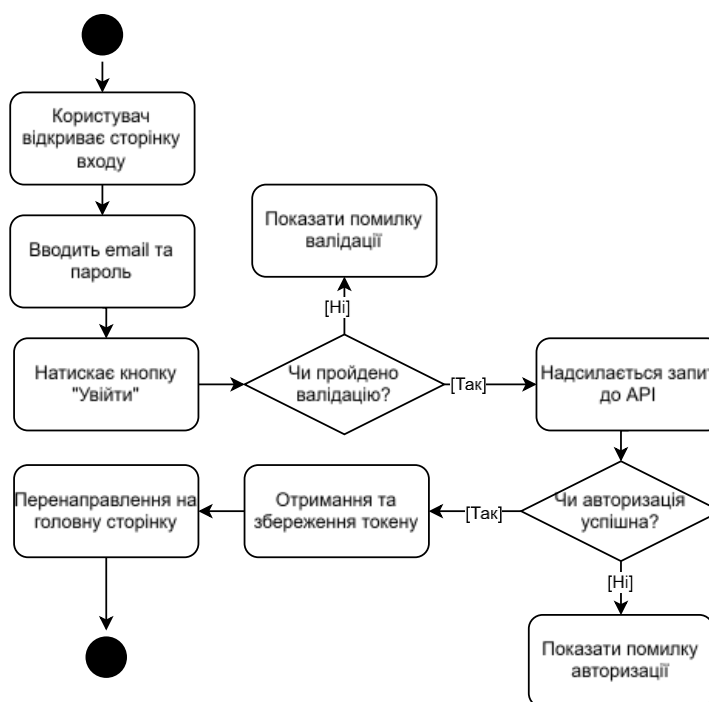 Користувач
відкриває сторінку
входу
Вводить email та
пароль
Натискає кнопку
"Увійти"
Показати помилку
валідації
[Ні]
Чи пройдено
валідацію?
[Так]
Надсилається запит
до API
Чи авторизація
успішна?
[Так]
Отримання та
збереження токену
Перенаправлення на
головну сторінку
[Ні]
Показати помилку
авторизації